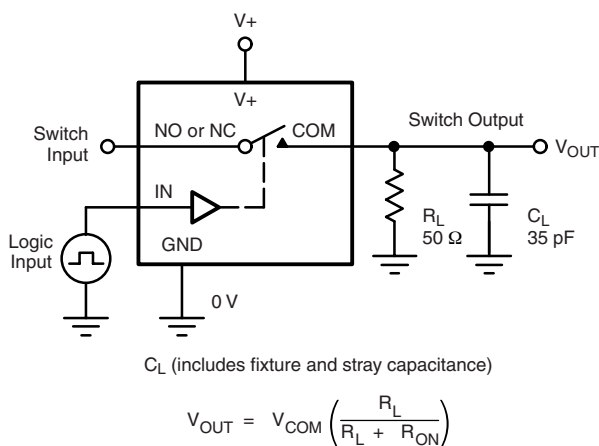 V+
V+
Switch Input
NO or NC
COM
Switch Output
VOUT
IN
Logic Input
GND
0 V
RL
50 Ω
CL
35 pF
CL (includes fixture and stray capacitance)
VOUT = VCOM ( RL / RL + RON )